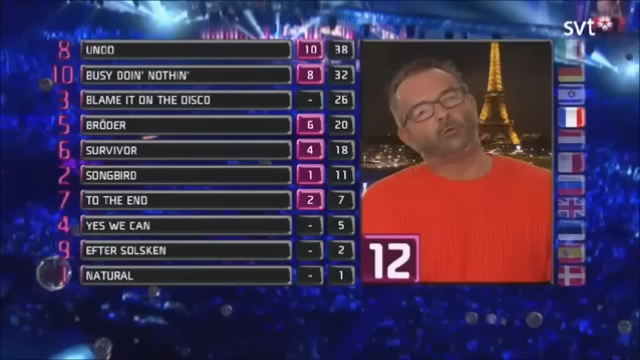 svt
8 UNDO 10 38
10 BUSY DOIN' NOTHIN' 8 32
3 BLAME IT ON THE DISCO - 26
5 BRÖDER 6 20
6 SURVIVOR 4 18
2 SONGBIRD 1 11
7 TO THE END 2 7
4 YES WE CAN - 5
9 EFTER SOLSKEN - 2
1 NATURAL - 1
12